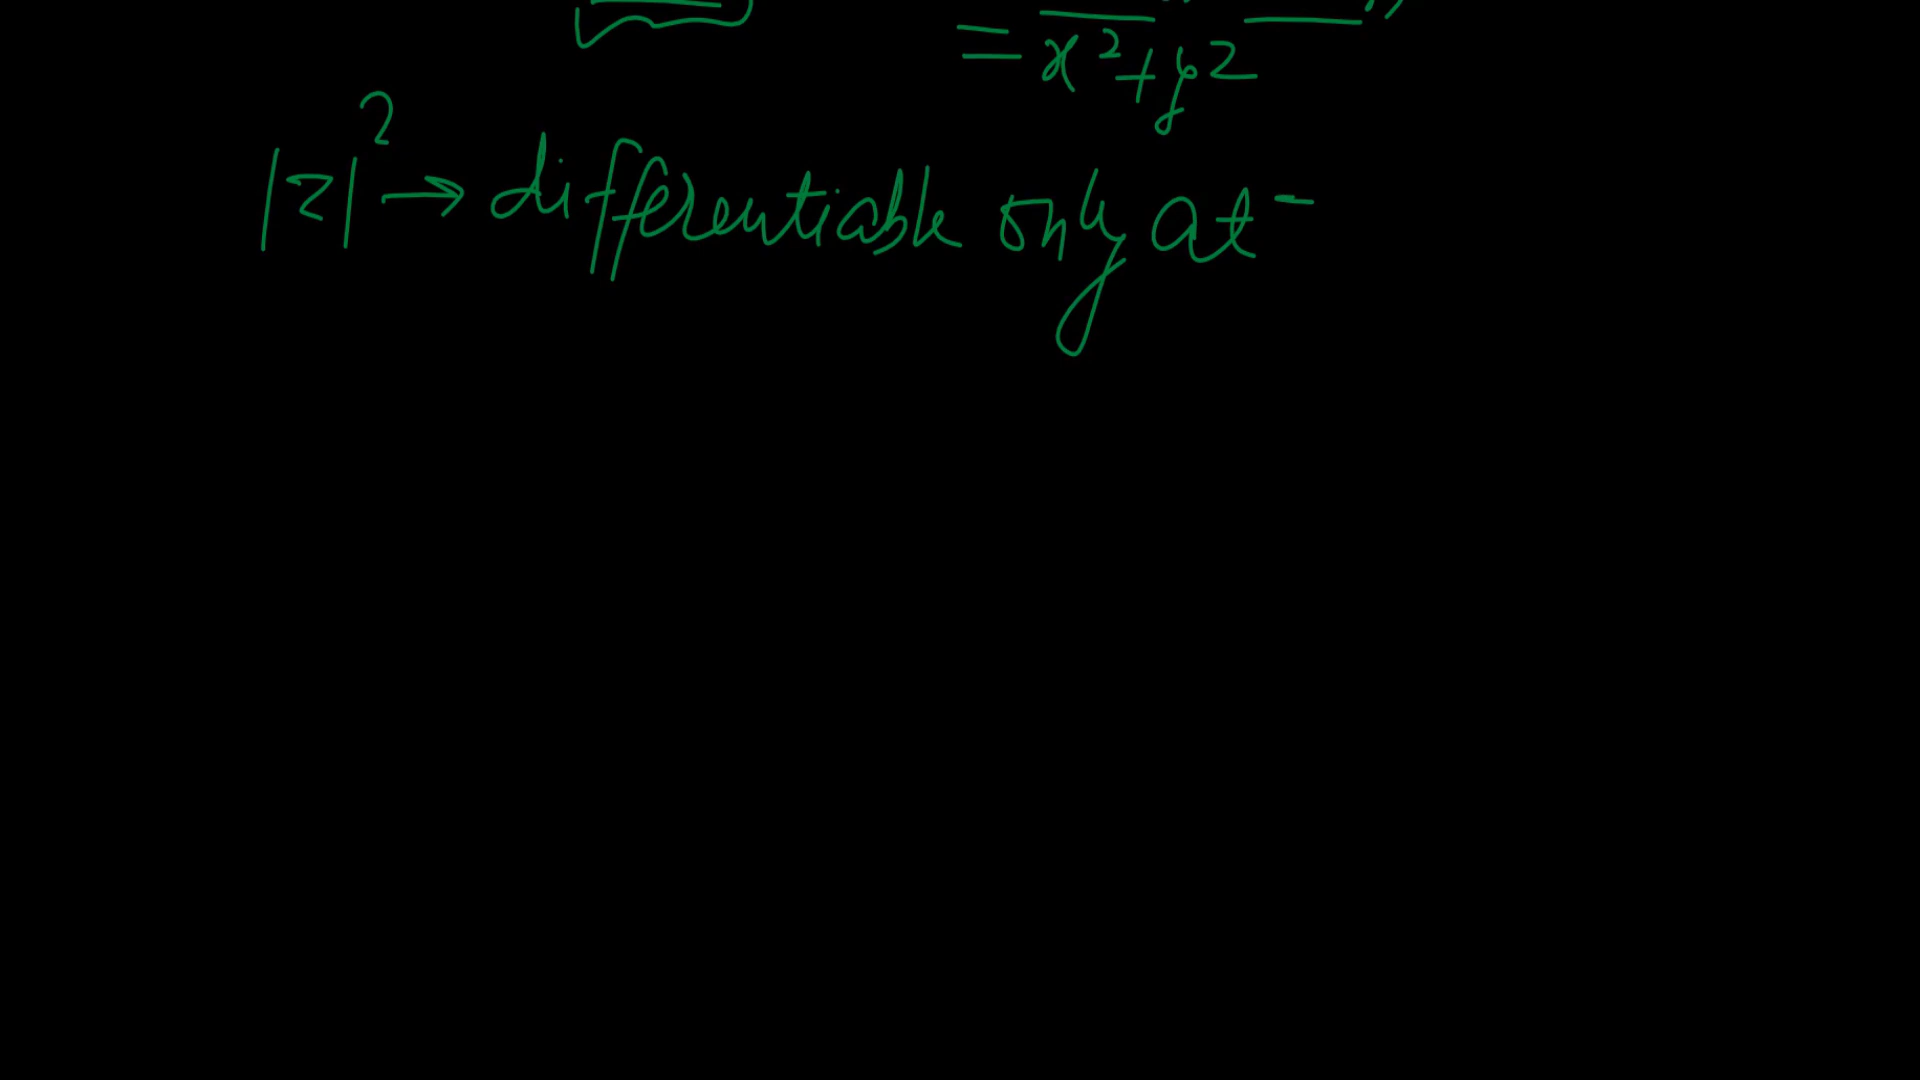 = x²+y²
|z|² → differentiable only at -